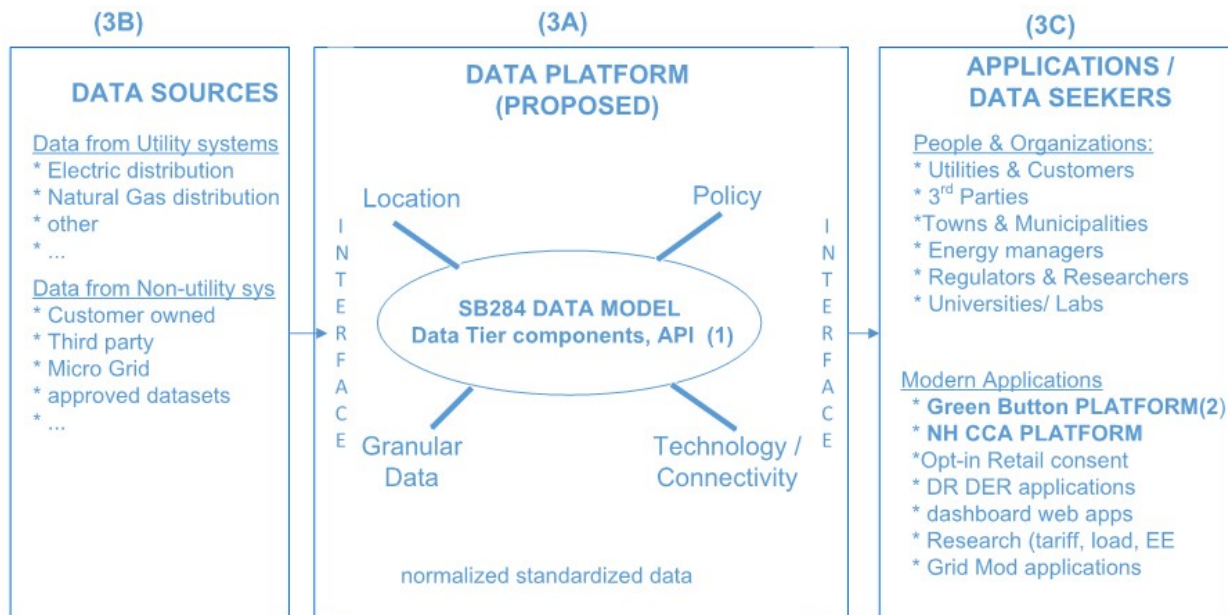 (3B)
DATA SOURCES
Data from Utility systems
* Electric distribution
* Natural Gas distribution
* other
* ...
Data from Non-utility sys
* Customer owned
* Third party
* Micro Grid
* approved datasets
* ...
(3A)
DATA PLATFORM
(PROPOSED)
INTERFACE
Location
Policy
SB284 DATA MODEL
Data Tier components, API (1)
Granular
Data
Technology /
Connectivity
normalized standardized data
INTERFACE
(3C)
APPLICATIONS /
DATA SEEKERS
People & Organizations:
* Utilities & Customers
* 3rd Parties
*Towns & Municipalities
* Energy managers
* Regulators & Researchers
* Universities/ Labs
Modern Applications
* Green Button PLATFORM(2)
* NH CCA PLATFORM
*Opt-in Retail consent
* DR DER applications
* dashboard web apps
* Research (tariff, load, EE
* Grid Mod applications